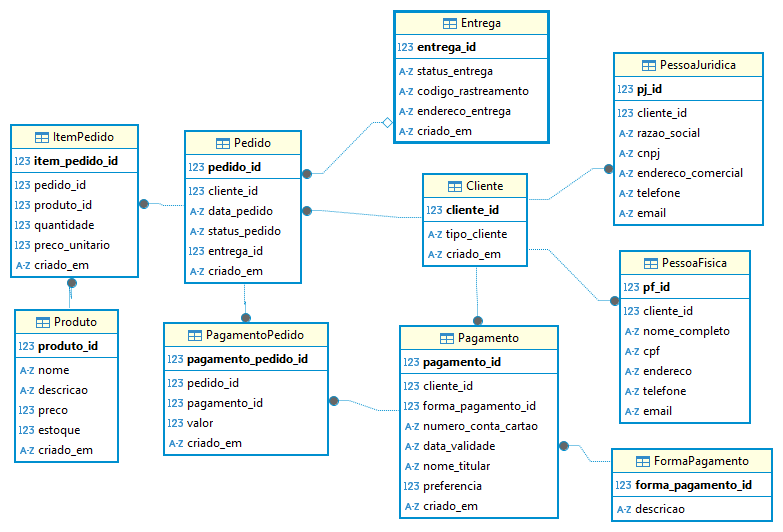 Entrega
123 entrega_id
A-Z status_entrega
A-Z codigo_rastreamento
A-Z endereco_entrega
A-Z criado_em
PessoaJuridica
123 pj_id
123 cliente_id
A-Z razao_social
A-Z cnpj
A-Z endereco_comercial
A-Z telefone
A-Z email
ItemPedido
123 item_pedido_id
123 pedido_id
123 produto_id
123 quantidade
123 preco_unitario
A-Z criado_em
Pedido
123 pedido_id
123 cliente_id
A-Z data_pedido
A-Z status_pedido
123 entrega_id
A-Z criado_em
Cliente
123 cliente_id
A-Z tipo_cliente
A-Z criado_em
PessoaFisica
123 pf_id
123 cliente_id
A-Z nome_completo
A-Z cpf
A-Z endereco
A-Z telefone
A-Z email
Produto
123 produto_id
A-Z nome
A-Z descricao
123 preco
123 estoque
A-Z criado_em
PagamentoPedido
123 pagamento_pedido_id
123 pedido_id
123 pagamento_id
123 valor
A-Z criado_em
Pagamento
123 pagamento_id
123 cliente_id
123 forma_pagamento_id
A-Z numero_conta_cartao
A-Z data_validade
A-Z nome_titular
123 preferencia
A-Z criado_em
FormaPagamento
123 forma_pagamento_id
A-Z descricao